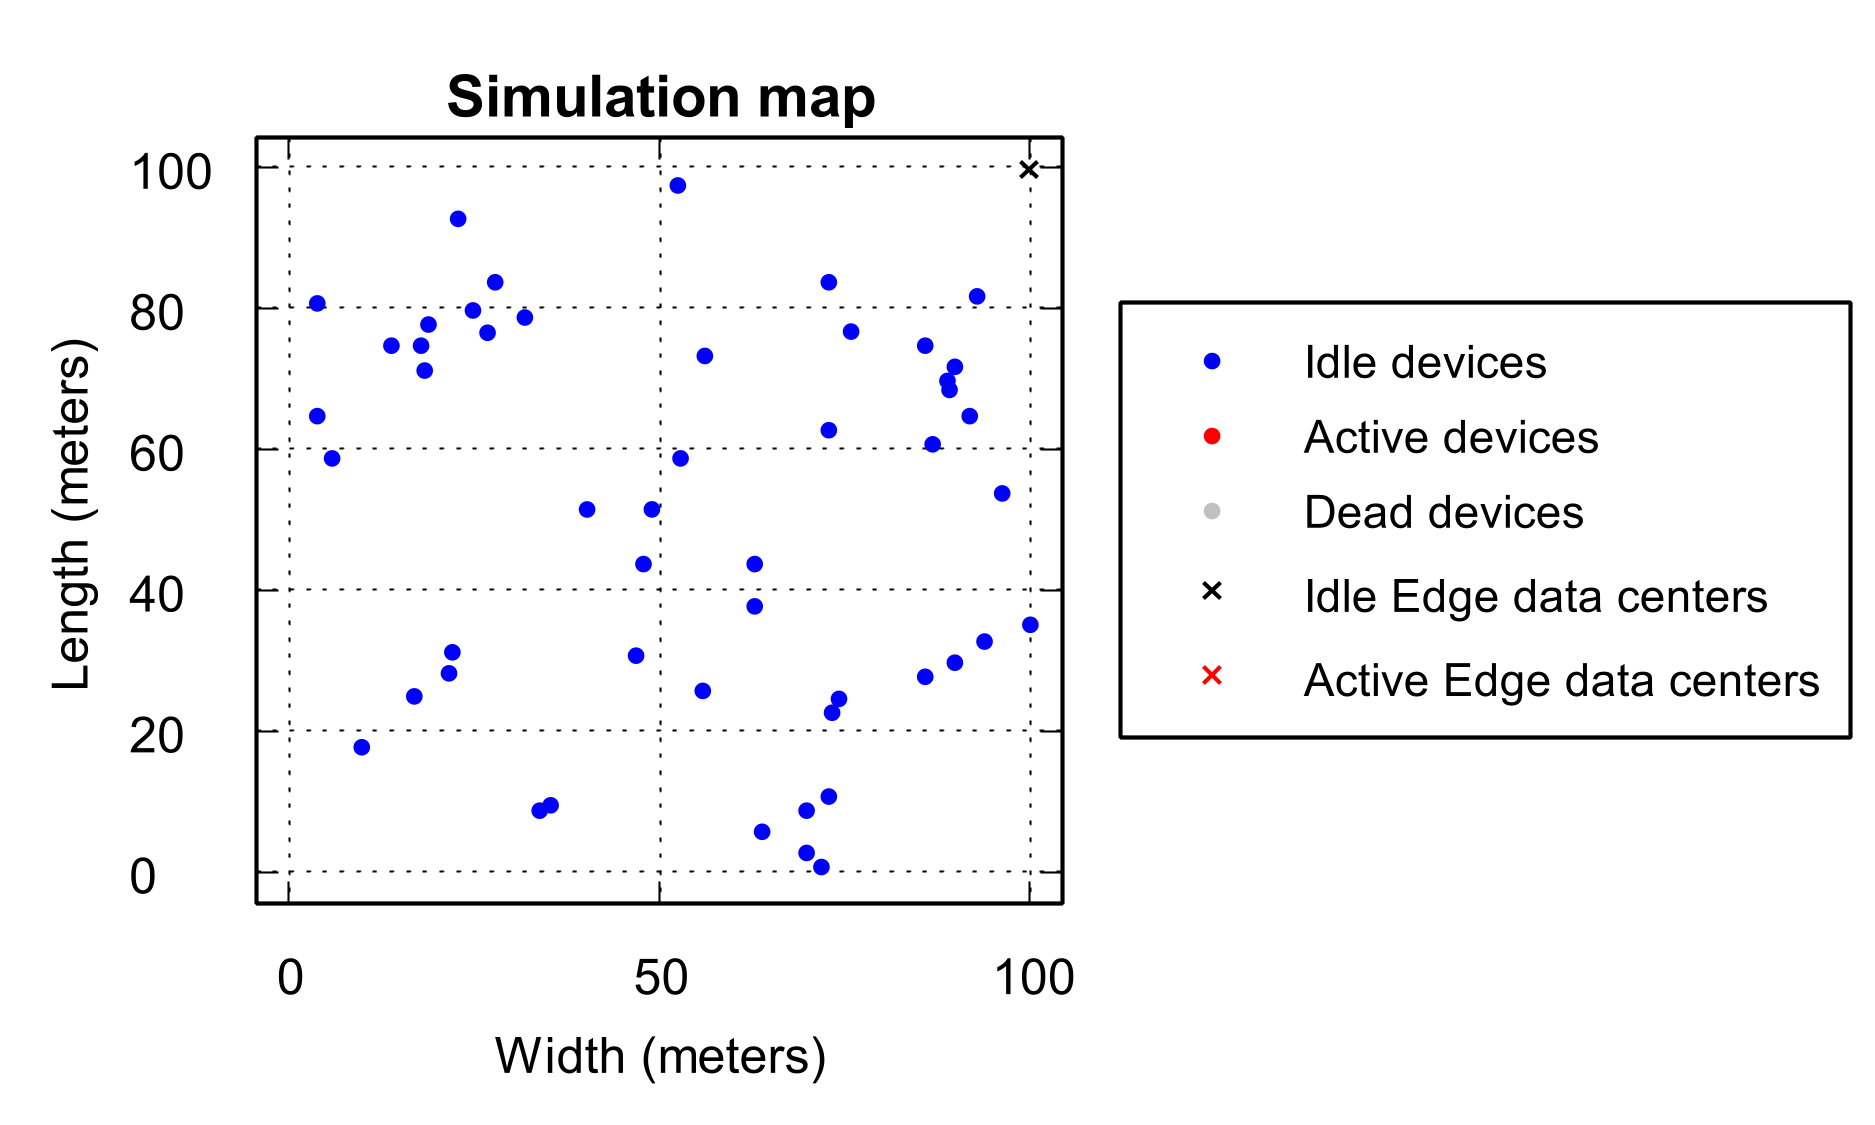 Simulation map
100
80
60
40
20
0
Length (meters)
0 50 100
Width (meters)
Idle devices
Active devices
Dead devices
Idle Edge data centers
Active Edge data centers